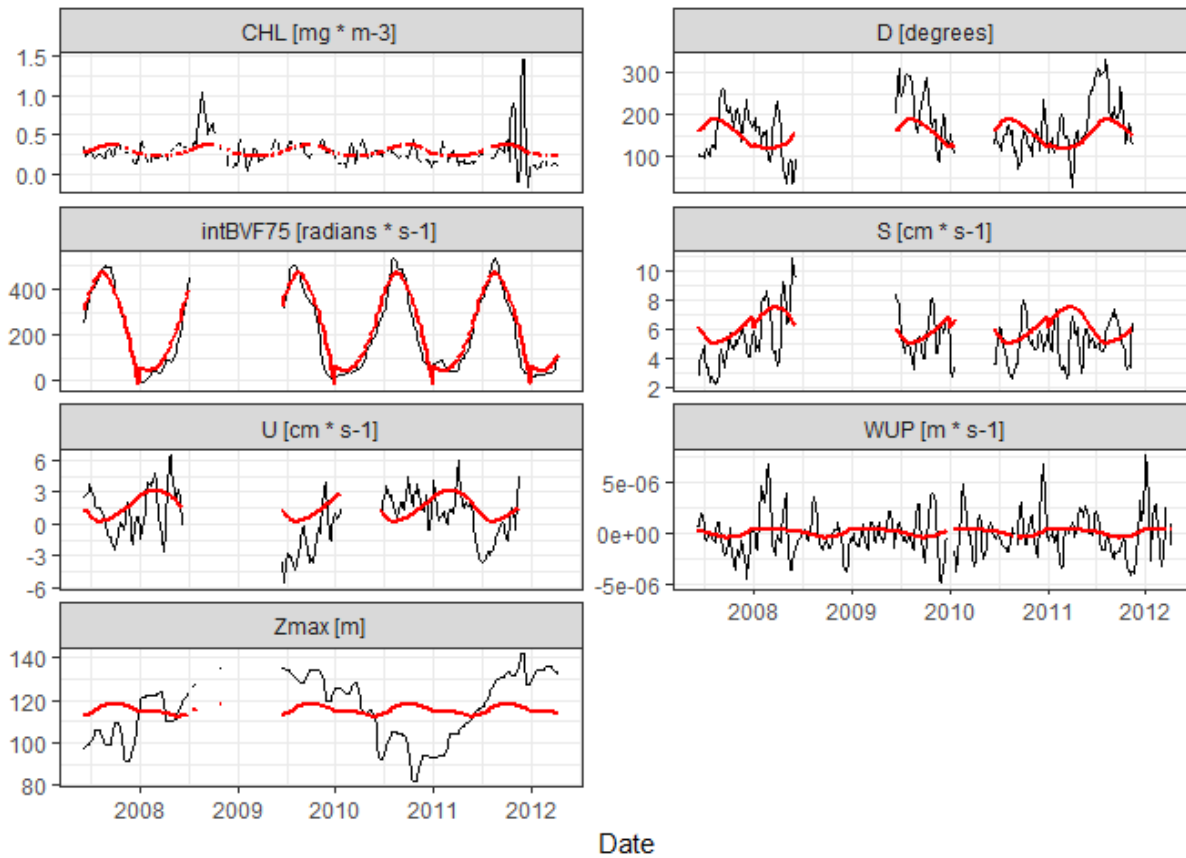 CHL [mg * m-3]
1.5
1.0
0.5
0.0
D [degrees]
300
200
100
intBVF75 [radians * s-1]
400
200
0
S [cm * s-1]
10
8
6
4
2
U [cm * s-1]
6
3
0
-3
-6
WUP [m * s-1]
5e-06
0e+00
-5e-06
2008 2009 2010 2011 2012
Zmax [m]
140
120
100
80
2008 2009 2010 2011 2012
Date